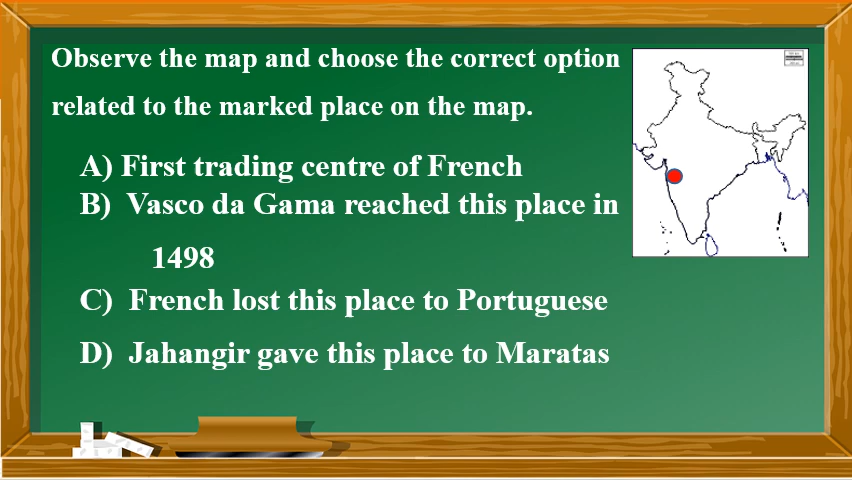 Observe the map and choose the correct option
related to the marked place on the map.
A) First trading centre of French
B) Vasco da Gama reached this place in
1498
C) French lost this place to Portuguese
D) Jahangir gave this place to Maratas